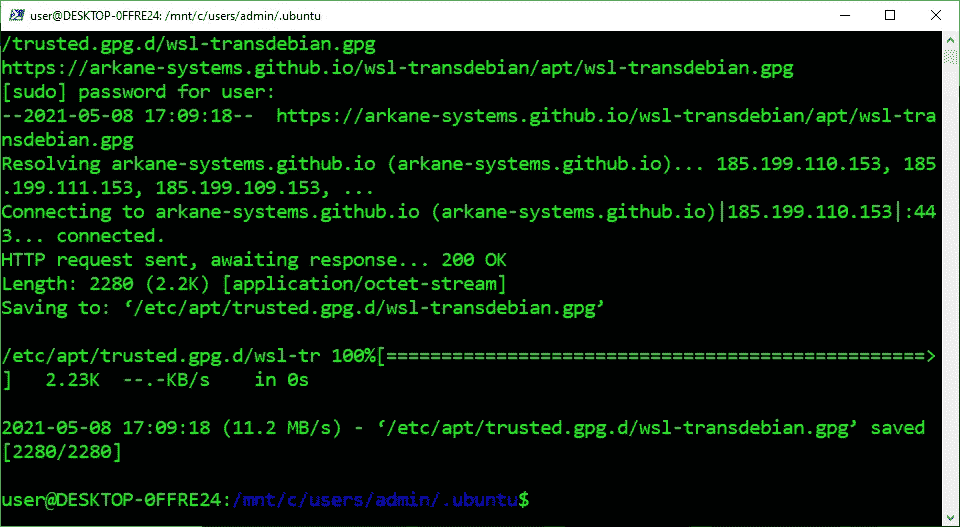 user@DESKTOP-0FFRE24: /mnt/c/users/admin/.ubuntu
/trusted.gpg.d/wsl-transdebian.gpg
https://arkane-systems.github.io/wsl-transdebian/apt/wsl-transdebian.gpg
[sudo] password for user:
--2021-05-08 17:09:18--  https://arkane-systems.github.io/wsl-transdebian/apt/wsl-tra
nsdebian.gpg
Resolving arkane-systems.github.io (arkane-systems.github.io)... 185.199.110.153, 185
.199.111.153, 185.199.109.153, ...
Connecting to arkane-systems.github.io (arkane-systems.github.io)|185.199.110.153|:44
3... connected.
HTTP request sent, awaiting response... 200 OK
Length: 2280 (2.2K) [application/octet-stream]
Saving to: ‘/etc/apt/trusted.gpg.d/wsl-transdebian.gpg’
/etc/apt/trusted.gpg.d/wsl-tr 100%[=================================================>
]   2.23K  --.-KB/s    in 0s
2021-05-08 17:09:18 (11.2 MB/s) - ‘/etc/apt/trusted.gpg.d/wsl-transdebian.gpg’ saved
[2280/2280]
user@DESKTOP-0FFRE24:/mnt/c/users/admin/.ubuntu$